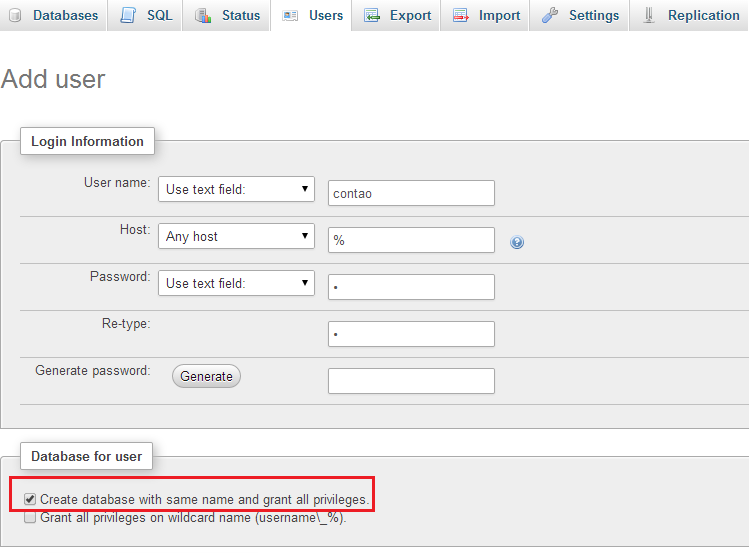 Databases SQL Status Users Export Import Settings Replication
Add user
Login Information
User name: Use text field: contao
Host: Any host %
Password: Use text field: •
Re-type: •
Generate password: Generate
Database for user
Create database with same name and grant all privileges.
Grant all privileges on wildcard name (username\_%).